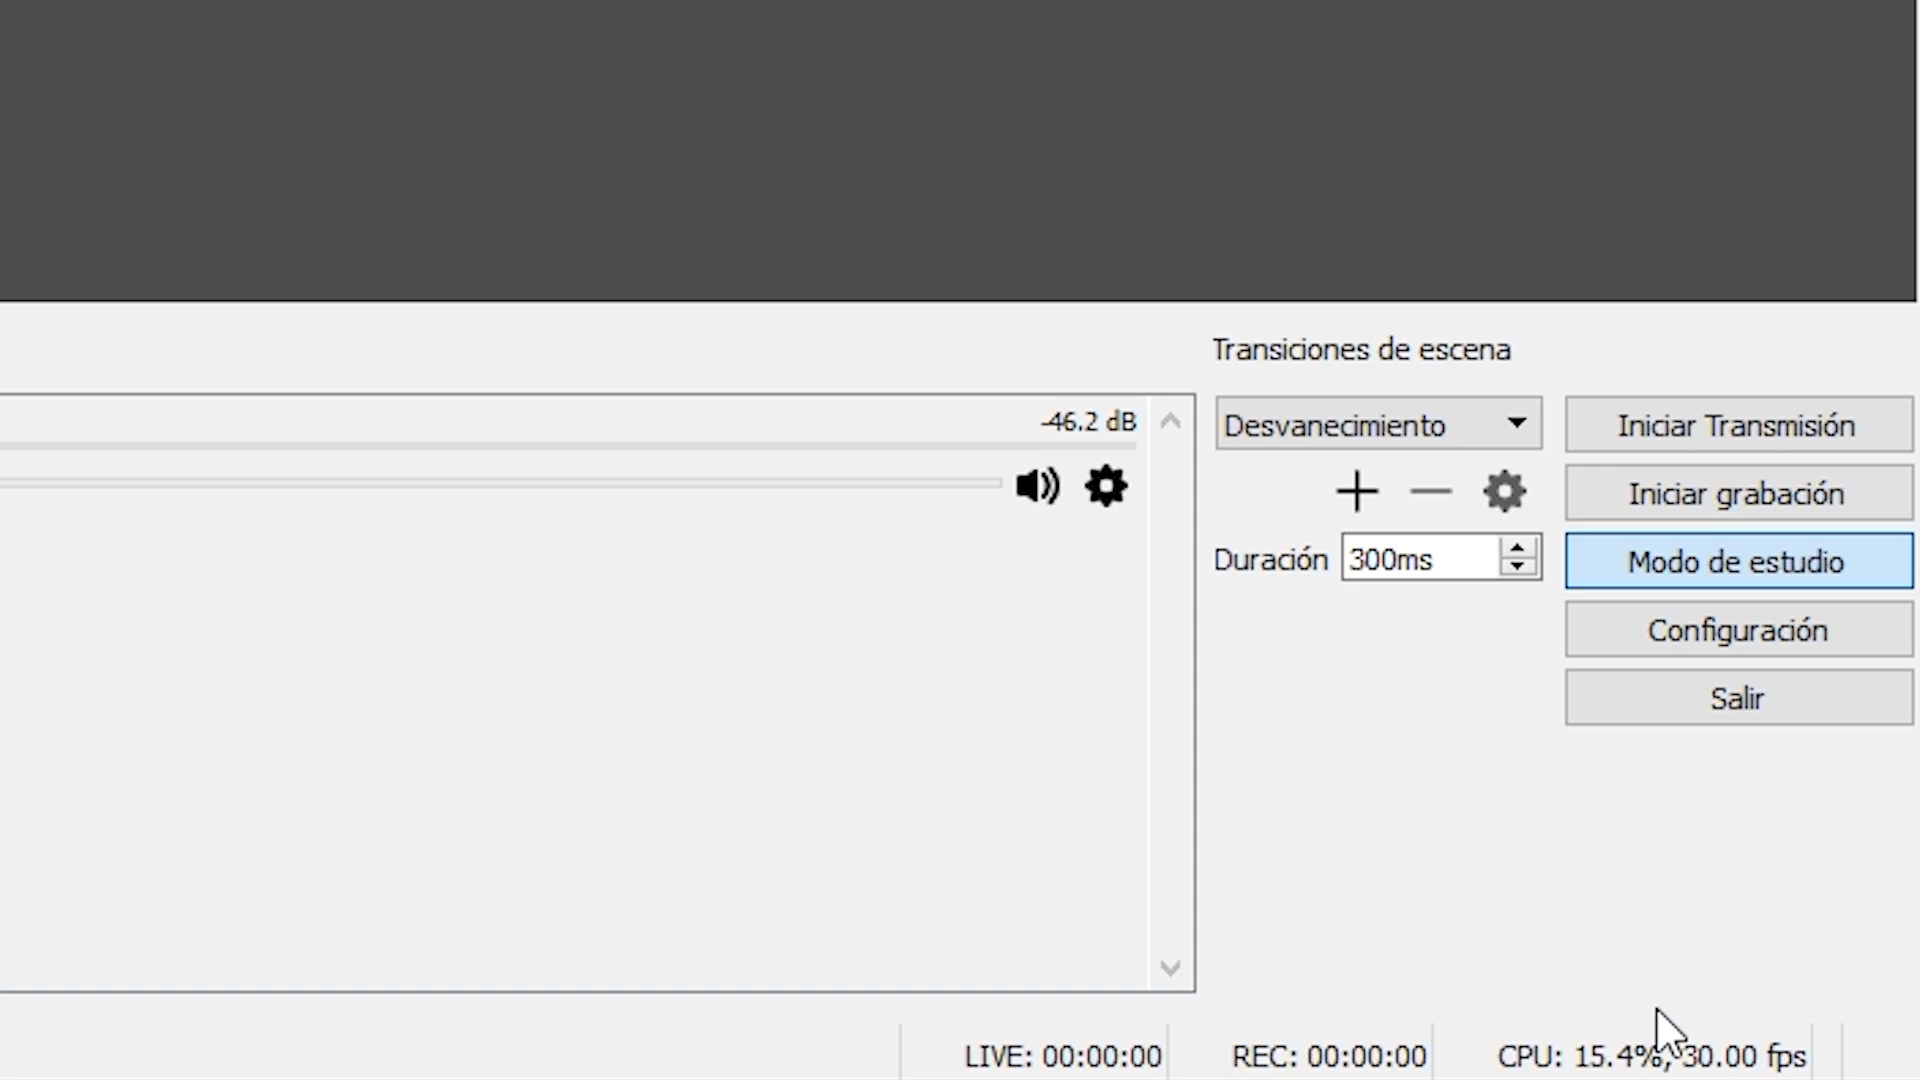 Transiciones de escena
-46.2 dB
Desvanecimiento
Iniciar Transmisión
Iniciar grabación
Duración 300ms
Modo de estudio
Configuración
Salir
LIVE: 00:00:00 REC: 00:00:00 CPU: 15.4%, 30.00 fps